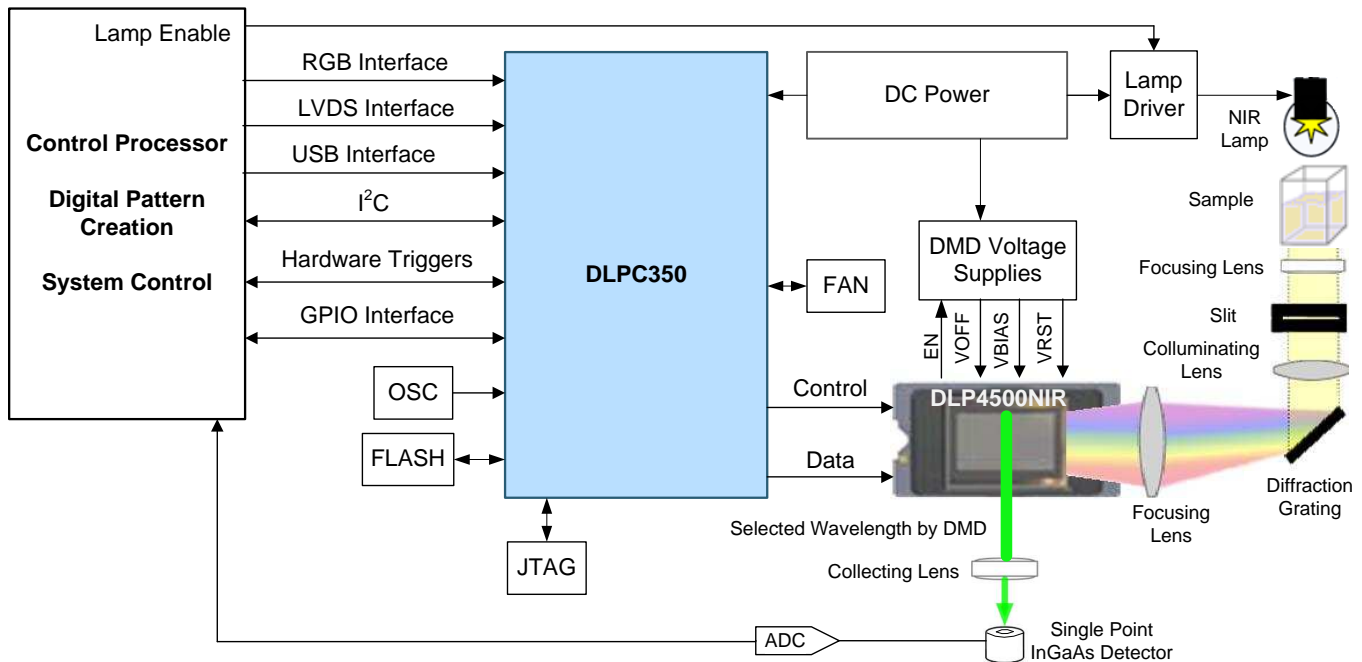 Lamp Enable
RGB Interface
LVDS Interface
USB Interface
I²C
Hardware Triggers
GPIO Interface
Control Processor
Digital Pattern
Creation
System Control
OSC
FLASH
JTAG
DLPC350
DC Power
Lamp
Driver
NIR
Lamp
FAN
DMD Voltage
Supplies
EN
VOFF
VBIAS
VRST
Control
Data
DLP4500NIR
Sample
Focusing Lens
Slit
Colluminating
Lens
Diffraction
Grating
Focusing
Lens
Selected Wavelength by DMD
Collecting Lens
ADC
Single Point
InGaAs Detector